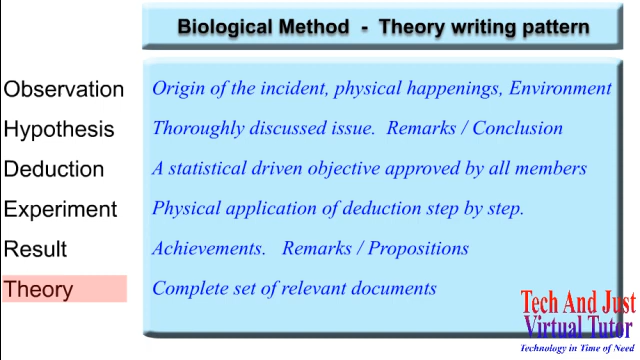 Biological Method - Theory writing pattern
Observation Origin of the incident, physical happenings, Environment
Hypothesis Thoroughly discussed issue. Remarks / Conclusion
Deduction A statistical driven objective approved by all members
Experiment Physical application of deduction step by step.
Result Achievements. Remarks / Propositions
Theory Complete set of relevant documents
Tech And Just
Virtual Tutor
Technology in Time of Need